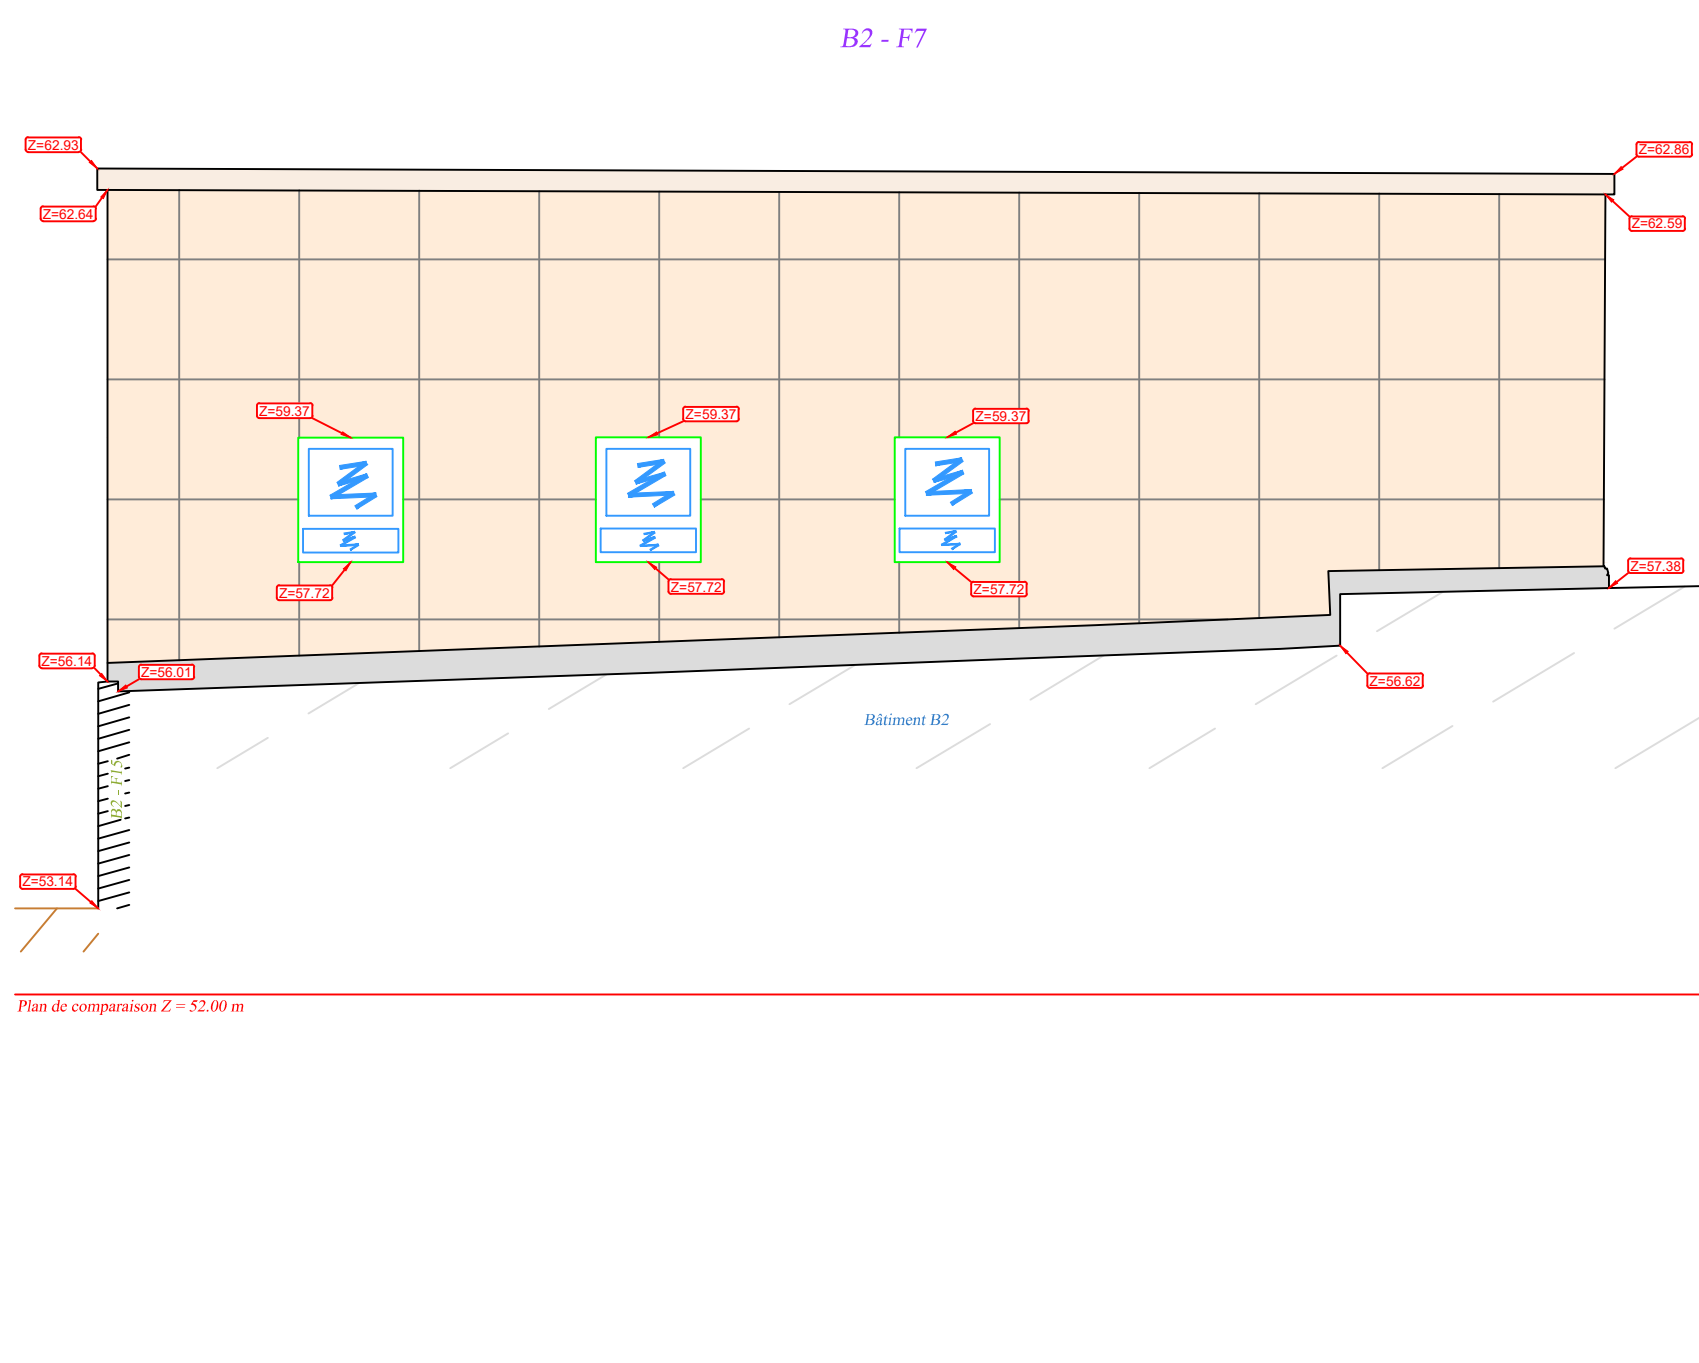 B2 - F7
Z=62.93
Z=62.86
Z=62.64
Z=62.59
Z=59.37
Z=59.37
Z=59.37
Z=57.72
Z=57.72
Z=57.72
Z=57.38
Z=56.14
Z=56.01
Z=56.62
Bâtiment B2
B2 - F15
Z=53.14
Plan de comparaison Z = 52.00 m